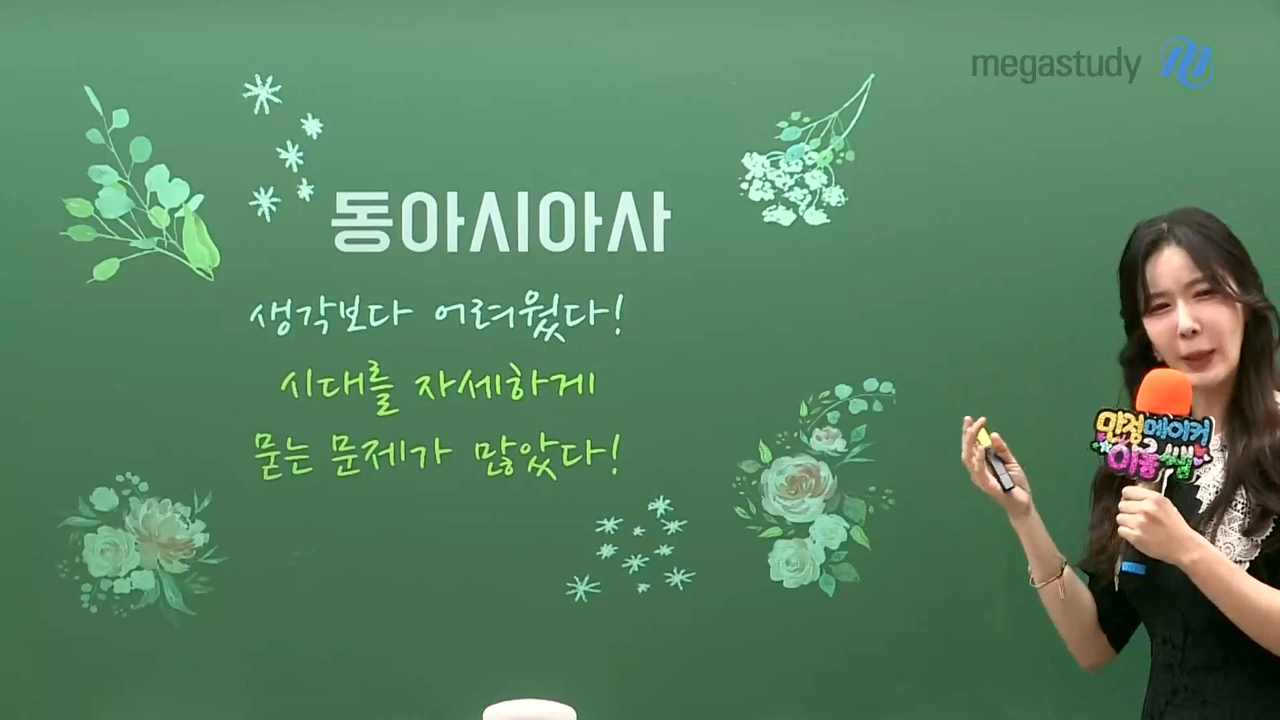 megastudy
동아시아사
생각보다 어려웠다!
시대를 자세하게
묻는 문제가 많았다!
만점메이커
이다지쌤